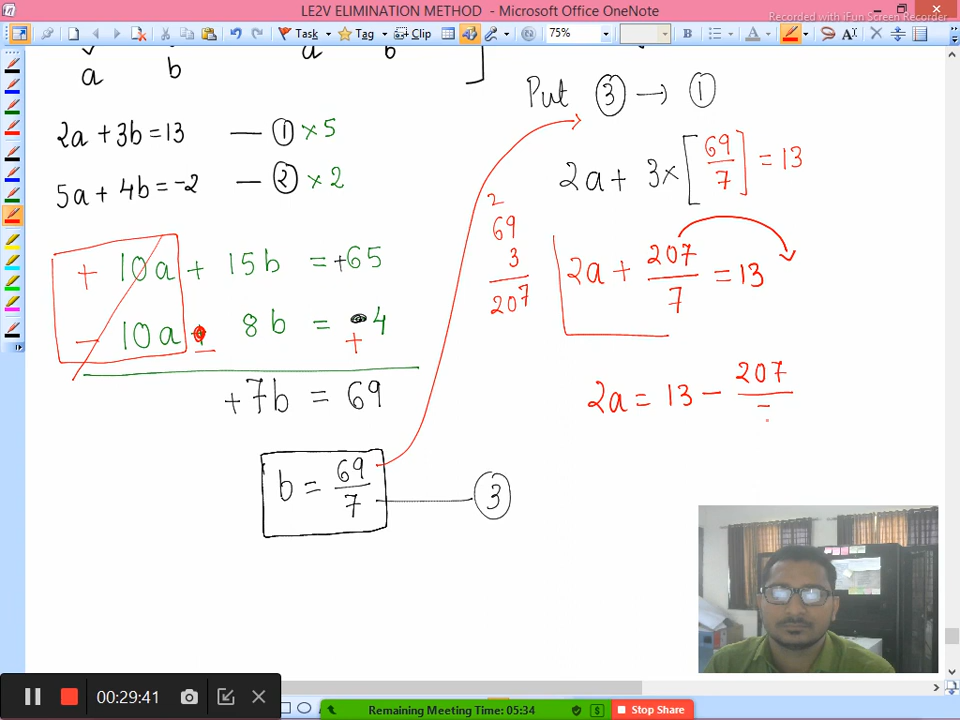 LE2V ELIMINATION METHOD - Microsoft Office OneNote
Recorded with iFun Screen Recorder
Task Tag Clip 75% B A
a b a b
2a + 3b = 13 — ① × 5
5a + 4b = -2 — ② × 2
+ 10a + 15b = +65
- 10a 8b = 4
− +
+7b = 69
b = 69/7 — ③
Put ③ → ①
2a + 3 × [69/7] = 13
2
69
3
207
2a + 207/7 = 13
2a = 13 − 207
00:29:41
Remaining Meeting Time: 05:34
Stop Share